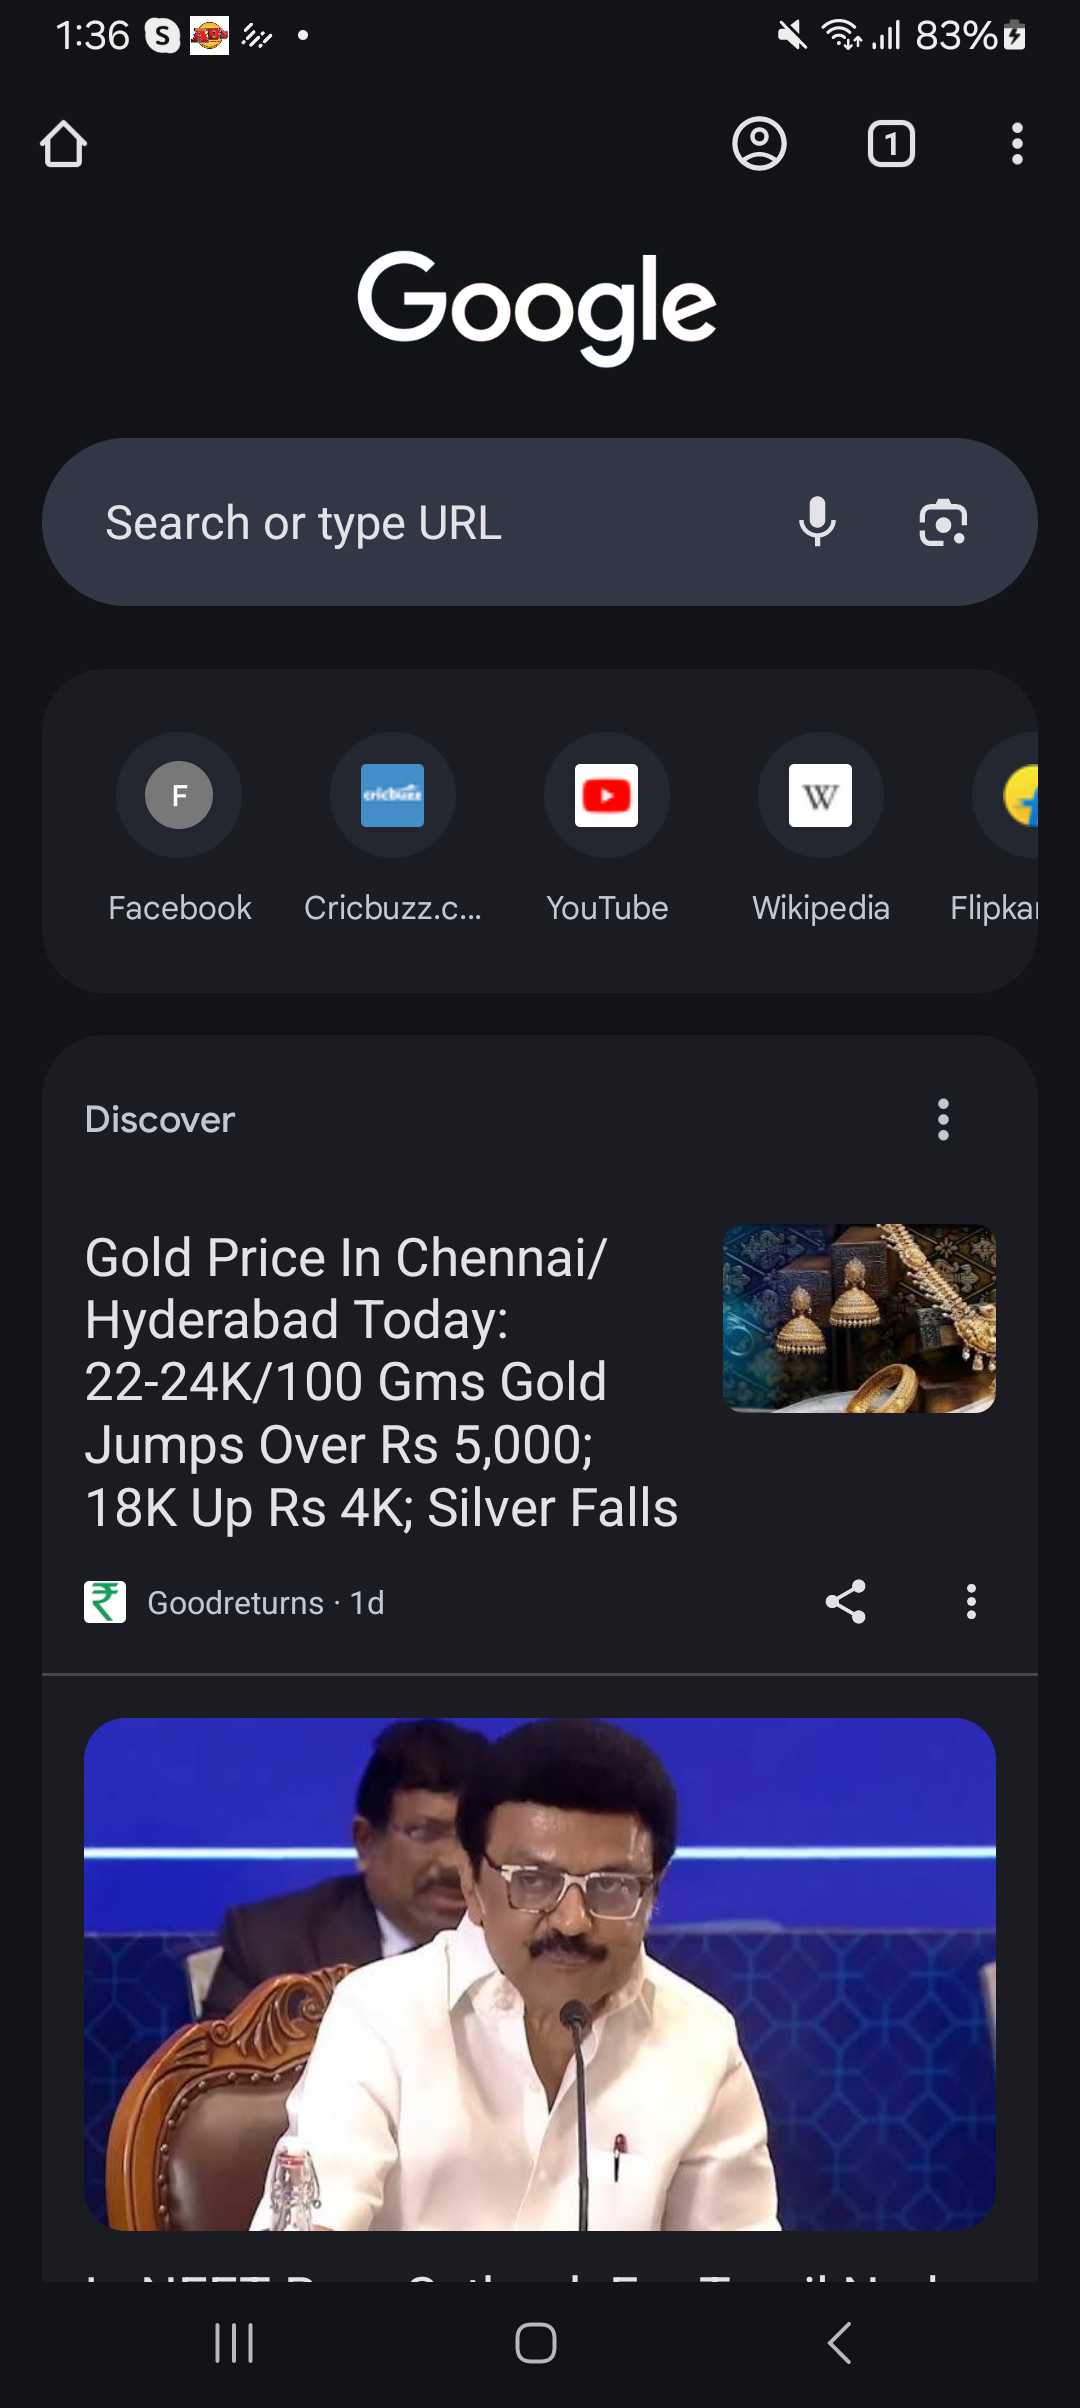 1:36 S 83%
1
Google
Search or type URL
F cricbuzz W
Facebook Cricbuzz.c... YouTube Wikipedia Flipkar
Discover
Gold Price In Chennai/
Hyderabad Today:
22-24K/100 Gms Gold
Jumps Over Rs 5,000;
18K Up Rs 4K; Silver Falls
₹ Goodreturns · 1d